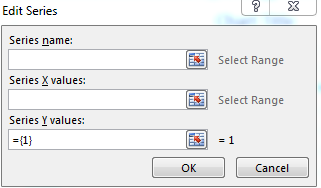 Edit Series
?
Series name:
Select Range
Series X values:
Select Range
Series Y values:
={1} = 1
OK Cancel